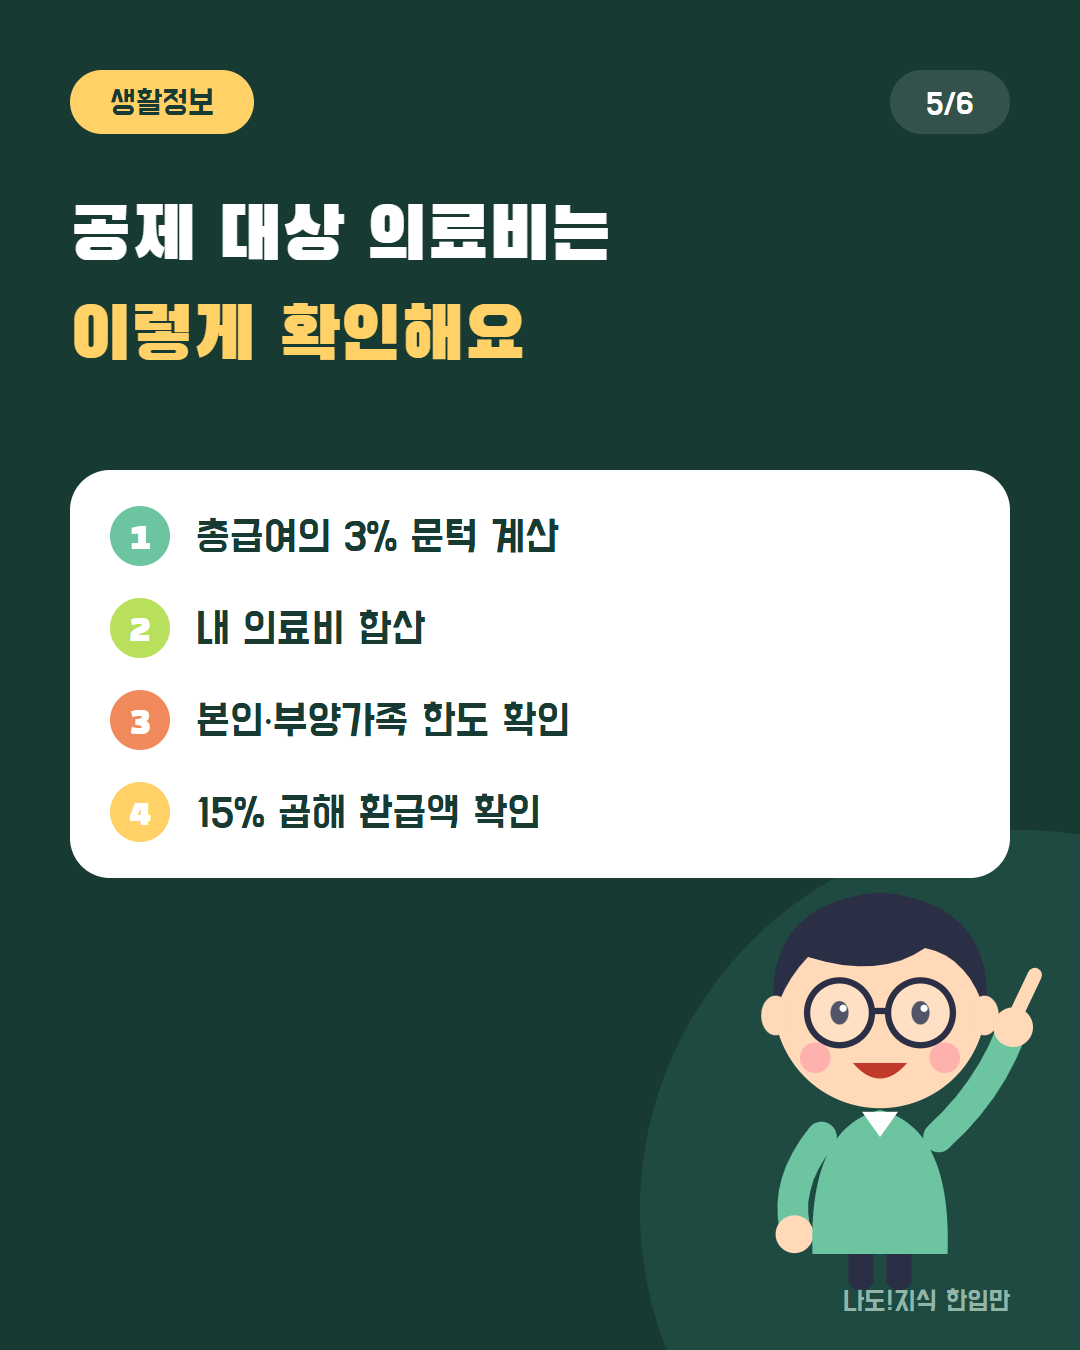 생활정보
5/6
공제 대상 의료비는
이렇게 확인해요
1 총급여의 3% 문턱 계산
2 내 의료비 합산
3 본인·부양가족 한도 확인
4 15% 곱해 환급액 확인
나도!지식 한입만